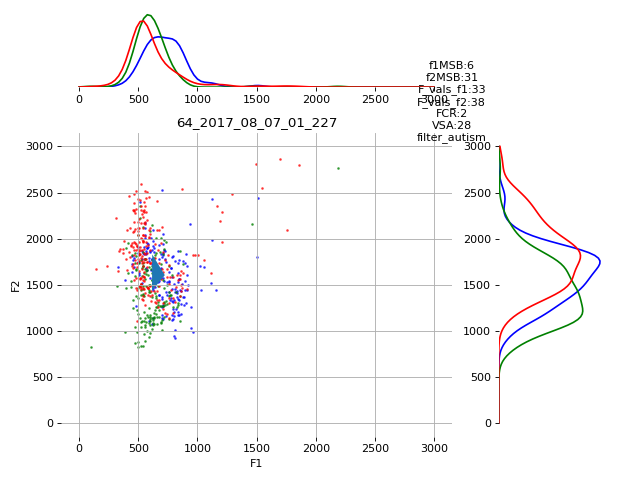 f1MSB:6
f2MSB:31
F_vals_f1:33
F_vals_f2:38
FCR:2
VSA:28
filter_autism
0 500 1000 1500 2000 2500 3000
64_2017_08_07_01_227
3000
2500
2000
1500
1000
500
0
F2
0 500 1000 1500 2000 2500 3000
F1
3000
2500
2000
1500
1000
500
0